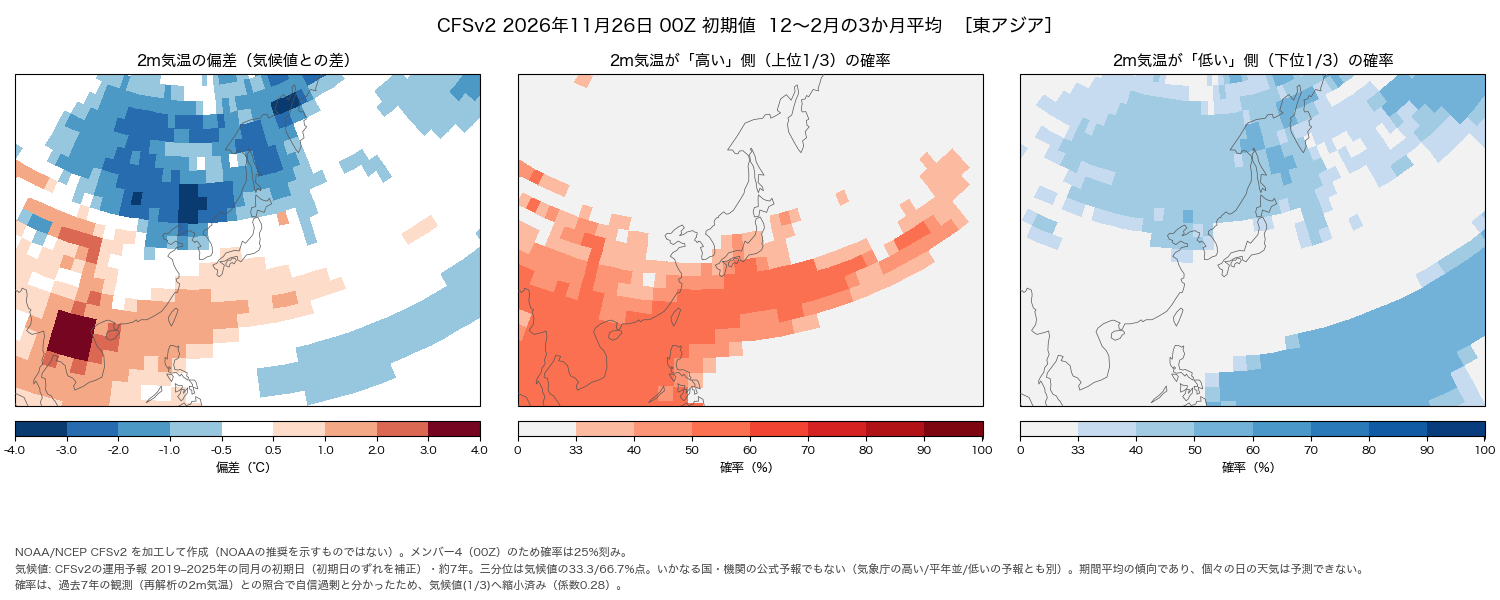 CFSv2 2026年11月26日 00Z 初期値 12〜2月の3か月平均 ［東アジア］
2m気温の偏差（気候値との差）
2m気温が「高い」側（上位1/3）の確率
2m気温が「低い」側（下位1/3）の確率
-4.0 -3.0 -2.0 -1.0 -0.5 0.5 1.0 2.0 3.0 4.0
偏差（℃）
0 33 40 50 60 70 80 90 100
確率（%）
0 33 40 50 60 70 80 90 100
確率（%）
NOAA/NCEP CFSv2 を加工して作成（NOAAの推奨を示すものではない）。メンバー4（00Z）のため確率は25%刻み。
気候値: CFSv2の運用予報 2019–2025年の同月の初期日（初期日のずれを補正）・約7年。三分位は気候値の33.3/66.7%点。いかなる国・機関の公式予報でもない（気象庁の高い/平年並/低いの予報とも別）。期間平均の傾向であり、個々の日の天気は予測できない。
確率は、過去7年の観測（再解析の2m気温）との照合で自信過剰と分かったため、気候値(1/3)へ縮小済み（係数0.28）。